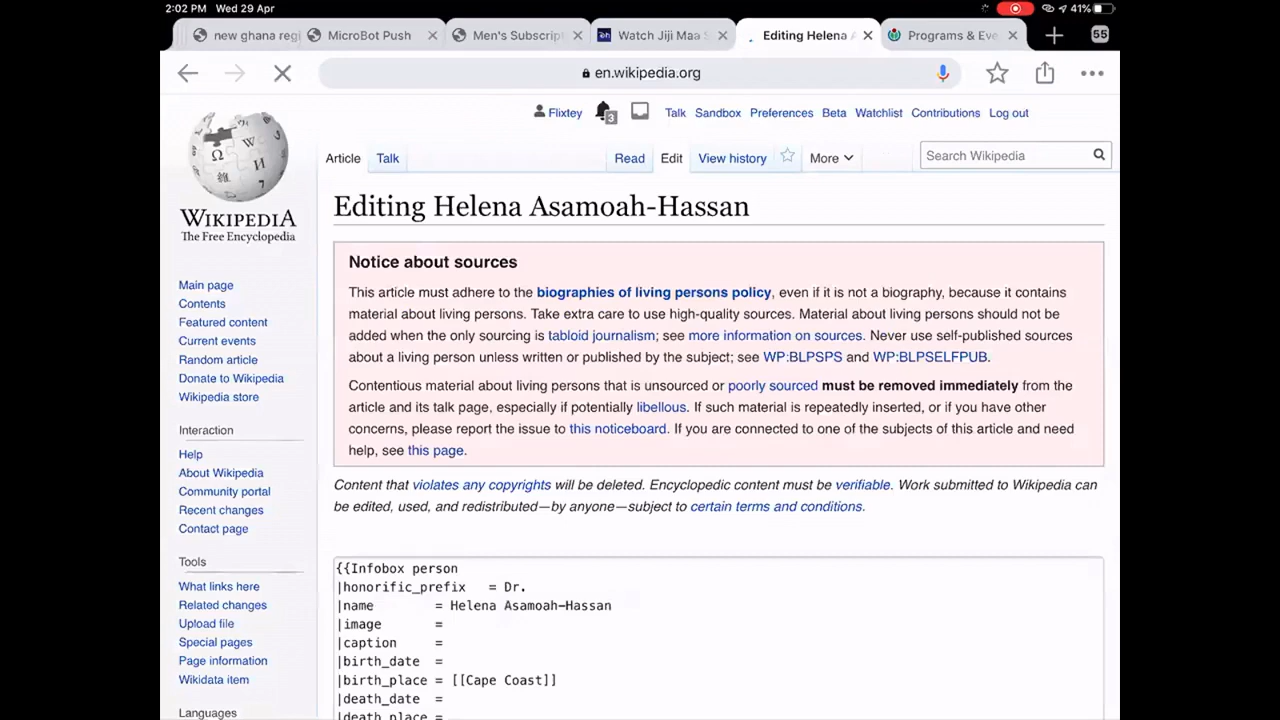 2:02 PM Wed 29 Apr 41%
new ghana regi MicroBot Push Men's Subscript Watch Jiji Maa S Editing Helena A Programs & Eve 55
en.wikipedia.org
Flixtey 3 Talk Sandbox Preferences Beta Watchlist Contributions Log out
Article Talk Read Edit View history More Search Wikipedia
WIKIPEDIA
The Free Encyclopedia
Main page
Contents
Featured content
Current events
Random article
Donate to Wikipedia
Wikipedia store
Interaction
Help
About Wikipedia
Community portal
Recent changes
Contact page
Tools
What links here
Related changes
Upload file
Special pages
Page information
Wikidata item
Languages
Editing Helena Asamoah-Hassan
Notice about sources
This article must adhere to the biographies of living persons policy, even if it is not a biography, because it contains
material about living persons. Take extra care to use high-quality sources. Material about living persons should not be
added when the only sourcing is tabloid journalism; see more information on sources. Never use self-published sources
about a living person unless written or published by the subject; see WP:BLPSPS and WP:BLPSELFPUB.
Contentious material about living persons that is unsourced or poorly sourced must be removed immediately from the
article and its talk page, especially if potentially libellous. If such material is repeatedly inserted, or if you have other
concerns, please report the issue to this noticeboard. If you are connected to one of the subjects of this article and need
help, see this page.
Content that violates any copyrights will be deleted. Encyclopedic content must be verifiable. Work submitted to Wikipedia can
be edited, used, and redistributed—by anyone—subject to certain terms and conditions.
{{Infobox person
|honorific_prefix = Dr.
|name = Helena Asamoah-Hassan
|image =
|caption =
|birth_date =
|birth_place = [[Cape Coast]]
|death_date =
|death_place =